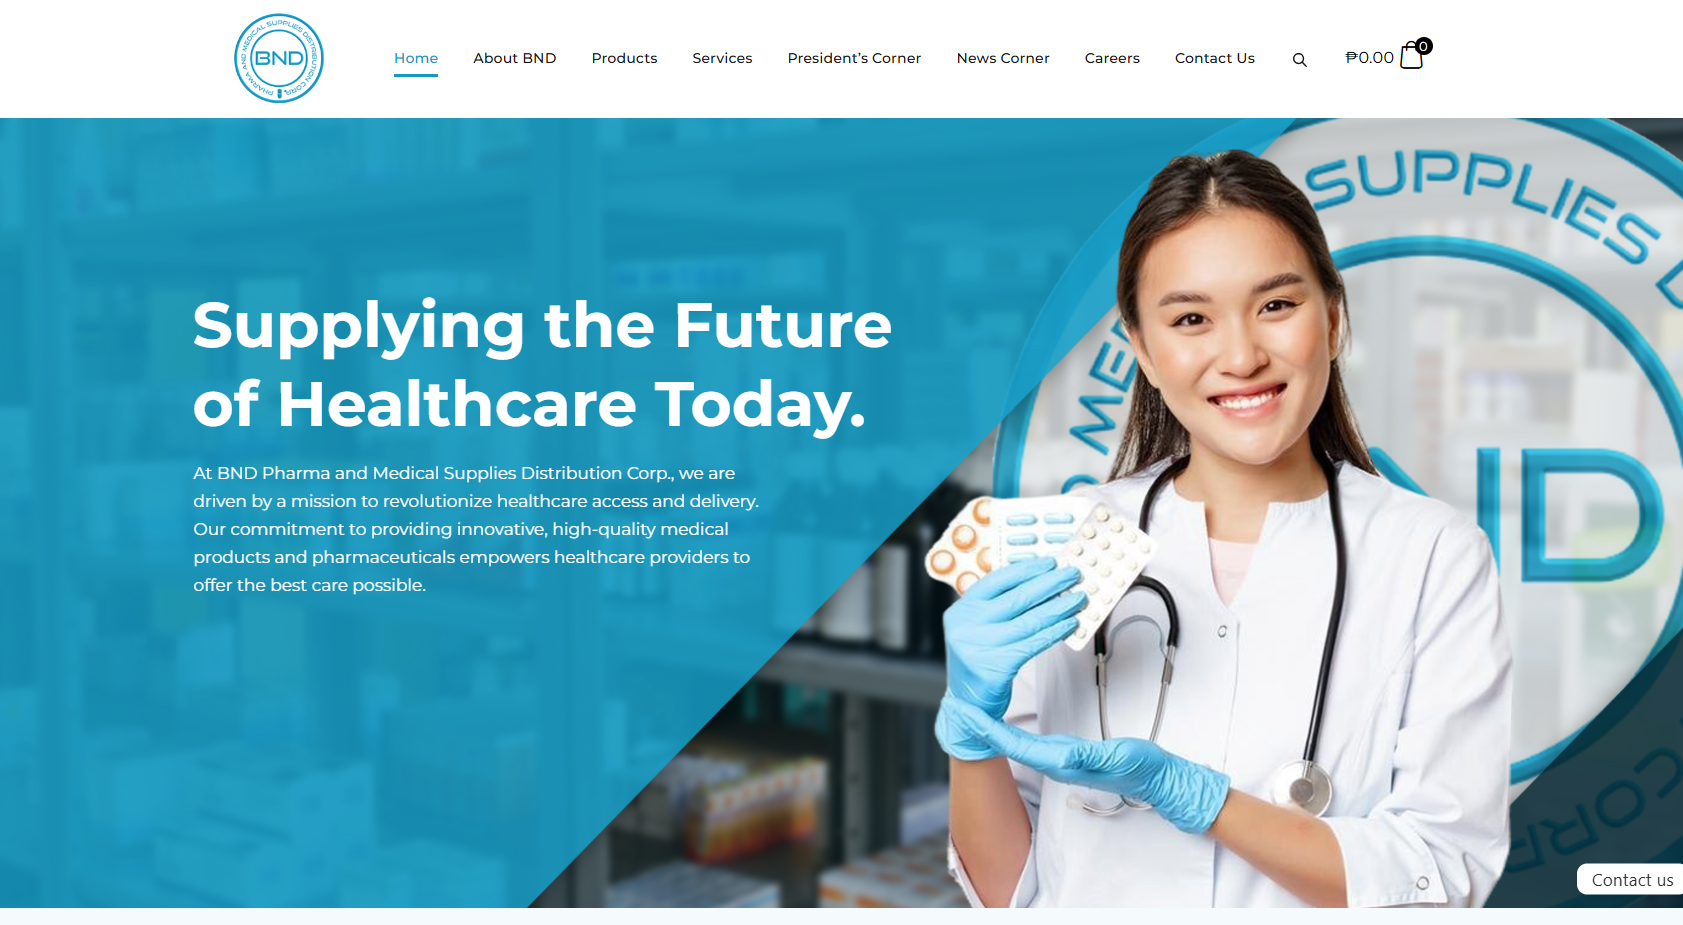 BND
PHARMA AND MEDICAL SUPPLIES DISTRIBUTION CORP.
Home
About BND
Products
Services
President’s Corner
News Corner
Careers
Contact Us
₱0.00
0
Supplying the Future
of Healthcare Today.
At BND Pharma and Medical Supplies Distribution Corp., we are
driven by a mission to revolutionize healthcare access and delivery.
Our commitment to providing innovative, high-quality medical
products and pharmaceuticals empowers healthcare providers to
offer the best care possible.
SUPPLIES D
MED
ND
CORP
Contact us